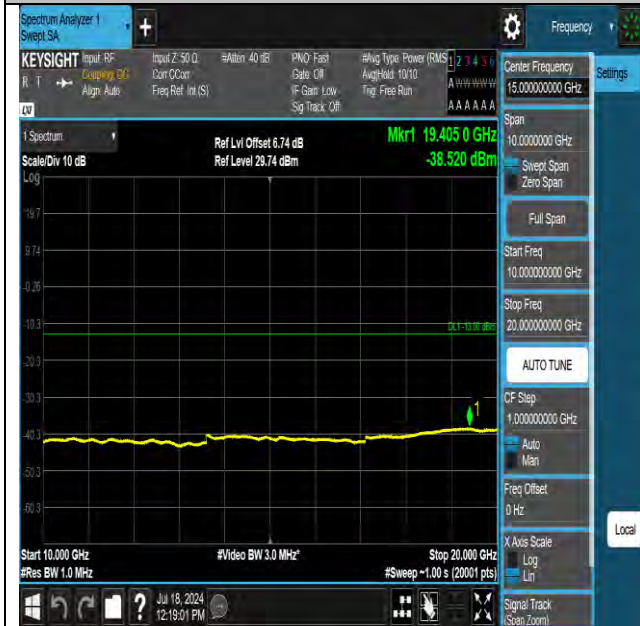 Spectrum Analyzer 1
Swept SA
+
Frequency
KEYSIGHT Input: RF
R T Coupling: DC
Align: Auto
Input Z: 50 Ω
Corr CCorr
Freq Ref: Int (S)
#Atten: 40 dB
PNO: Fast
Gate: Off
IF Gain: Low
Sig Track: Off
#Avg Type: Power (RMS
Avg|Hold: 10/10
Trig: Free Run
1 2 3 4 5 6
A W W W W W
A A A A A A
1 Spectrum
Scale/Div 10 dB
Log
Ref Lvl Offset 6.74 dB
Ref Level 29.74 dBm
Mkr1 19.405 0 GHz
-38.520 dBm
19.7
9.74
-0.26
-10.3
-20.3
-30.3
-40.3
-50.3
-60.3
DL1 -13.00 dBm
1
Start 10.000 GHz
#Res BW 1.0 MHz
#Video BW 3.0 MHz*
Stop 20.000 GHz
#Sweep ~1.00 s (20001 pts)
Jul 18, 2024
12:19:01 PM
?
Center Frequency
15.000000000 GHz
Span
10.0000000 GHz
Swept Span
Zero Span
Full Span
Start Freq
10.000000000 GHz
Stop Freq
20.000000000 GHz
AUTO TUNE
CF Step
1.000000000 GHz
Auto
Man
Freq Offset
0 Hz
X Axis Scale
Log
Lin
Signal Track
(Span Zoom)
Settings
Local